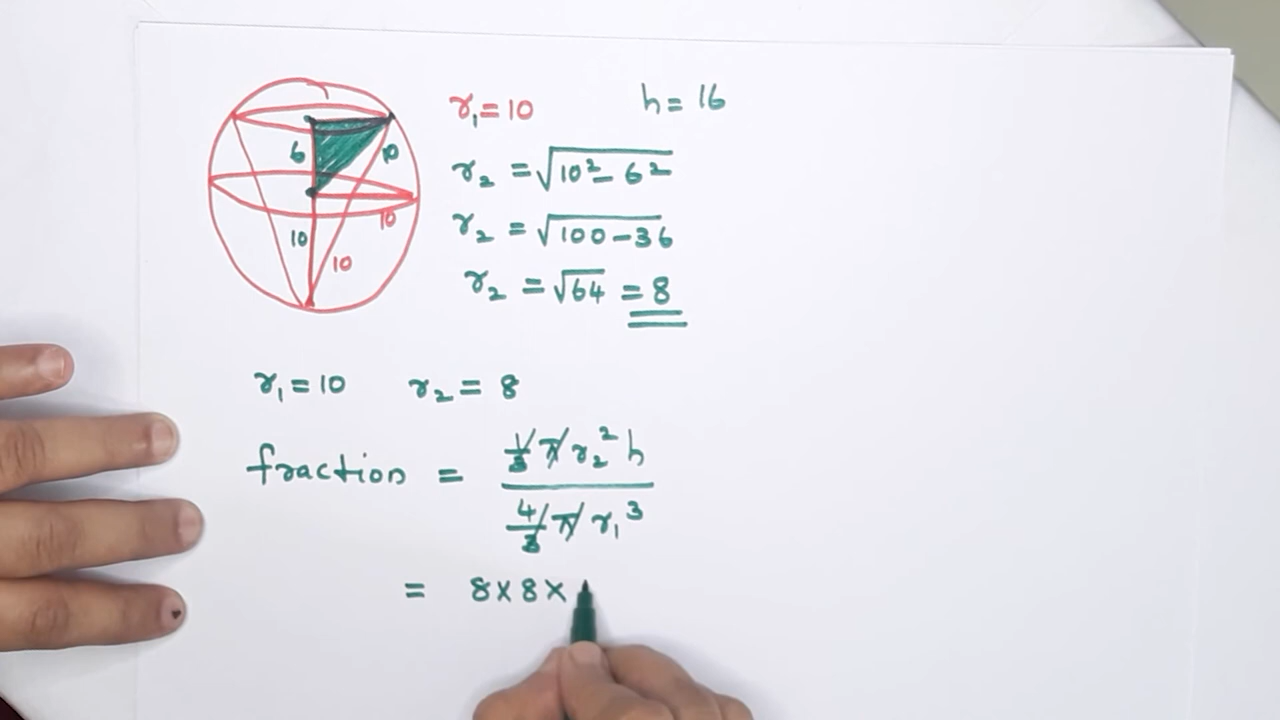 r₁=10 h=16
6 10
r₂ =√10²-6²
10
r₂ =√100-36
10 10
r₂ =√64 =8
r₁=10 r₂=8
fraction = 1/3 π r₂² h / 4/3 π r₁³
= 8×8×